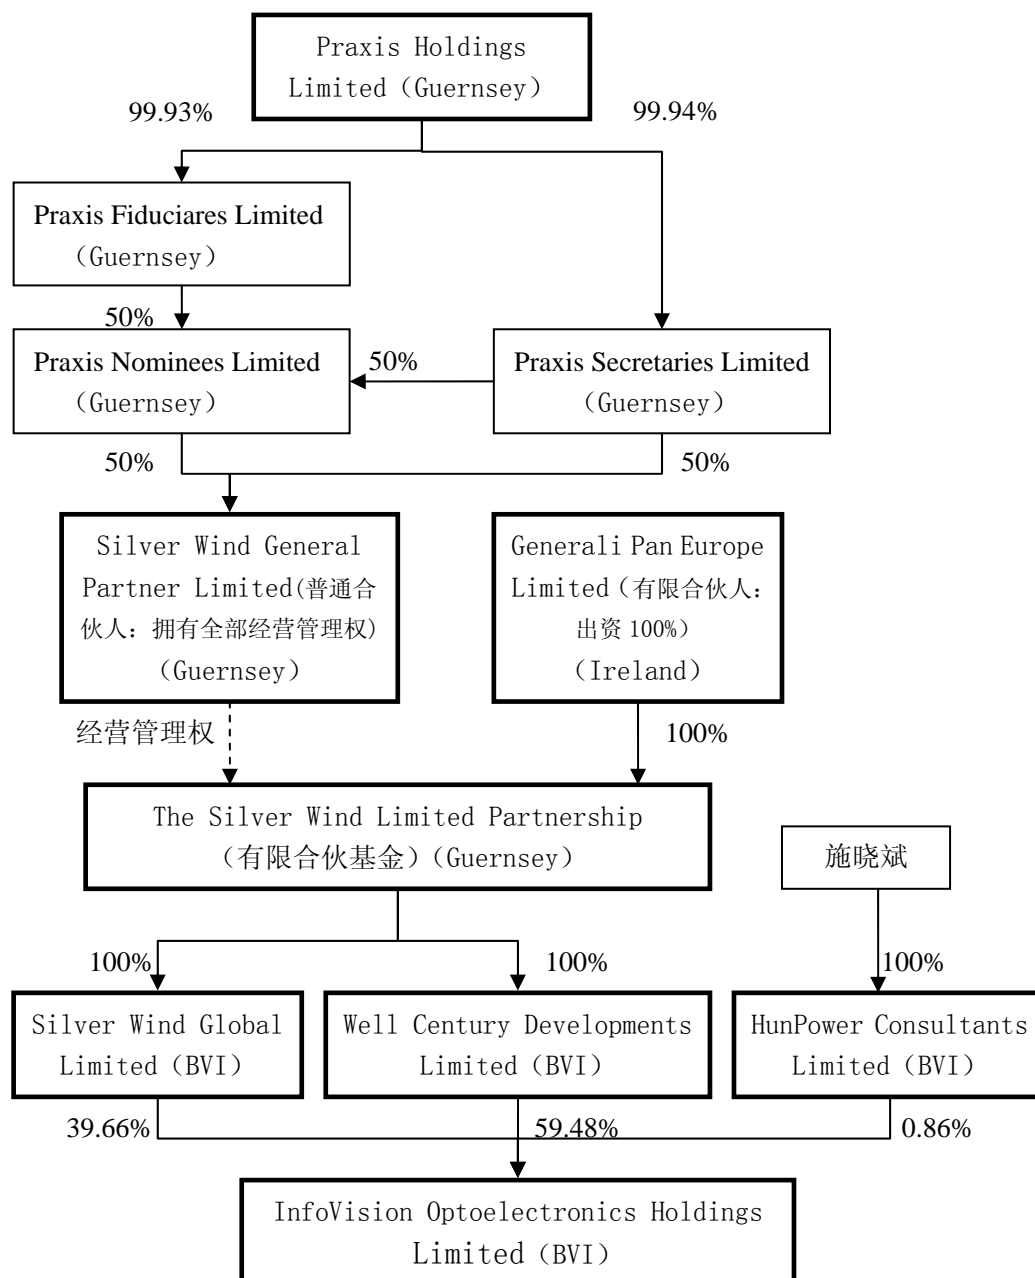 Praxis Holdings
Limited（Guernsey）
99.93%
99.94%
Praxis Fiduciares Limited
（Guernsey）
50%
Praxis Nominees Limited
（Guernsey）
50%
Praxis Secretaries Limited
（Guernsey）
50%
50%
Silver Wind General
Partner Limited(普通合
伙人：拥有全部经营管理权)
（Guernsey）
Generali Pan Europe
Limited（有限合伙人：
出资 100%）
（Ireland）
经营管理权
100%
The Silver Wind Limited Partnership
（有限合伙基金）（Guernsey）
施晓斌
100%
100%
100%
Silver Wind Global
Limited（BVI）
Well Century Developments
Limited（BVI）
HunPower Consultants
Limited（BVI）
39.66%
59.48%
0.86%
InfoVision Optoelectronics Holdings
Limited（BVI）